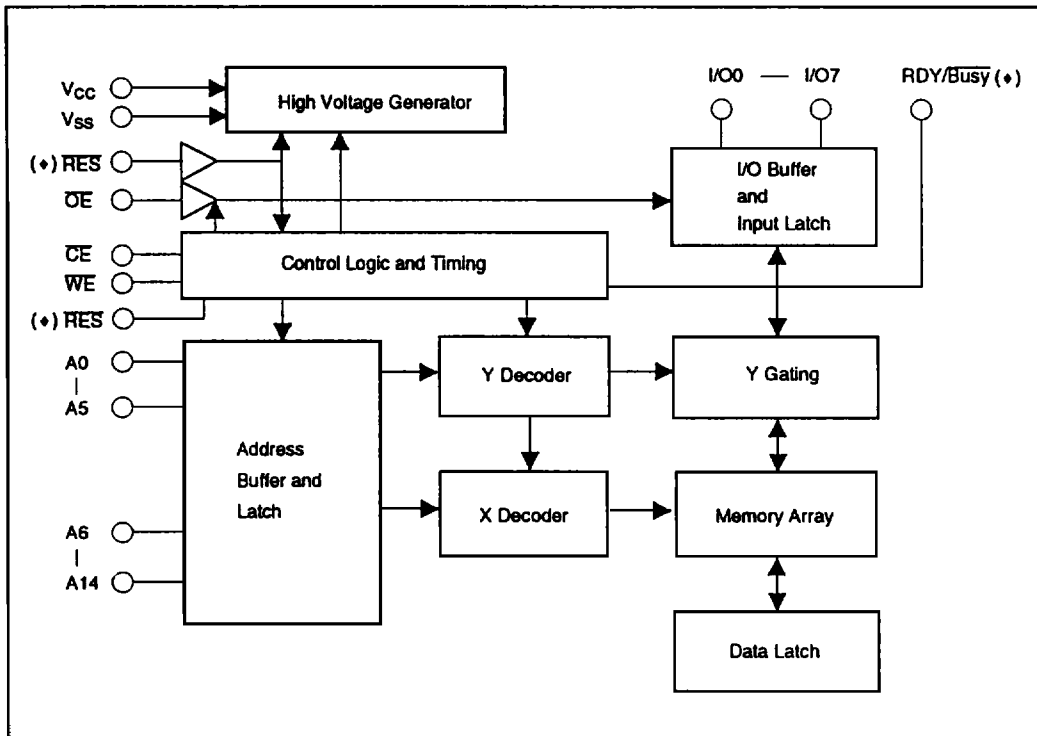 VCC
VSS
High Voltage Generator
I/O0 — I/O7
RDY/Busy (♦)
(♦) RES
OE
I/O Buffer
and
Input Latch
CE
WE
Control Logic and Timing
(♦) RES
A0
|
A5
Y Decoder
Y Gating
Address
Buffer and
Latch
X Decoder
Memory Array
A6
|
A14
Data Latch